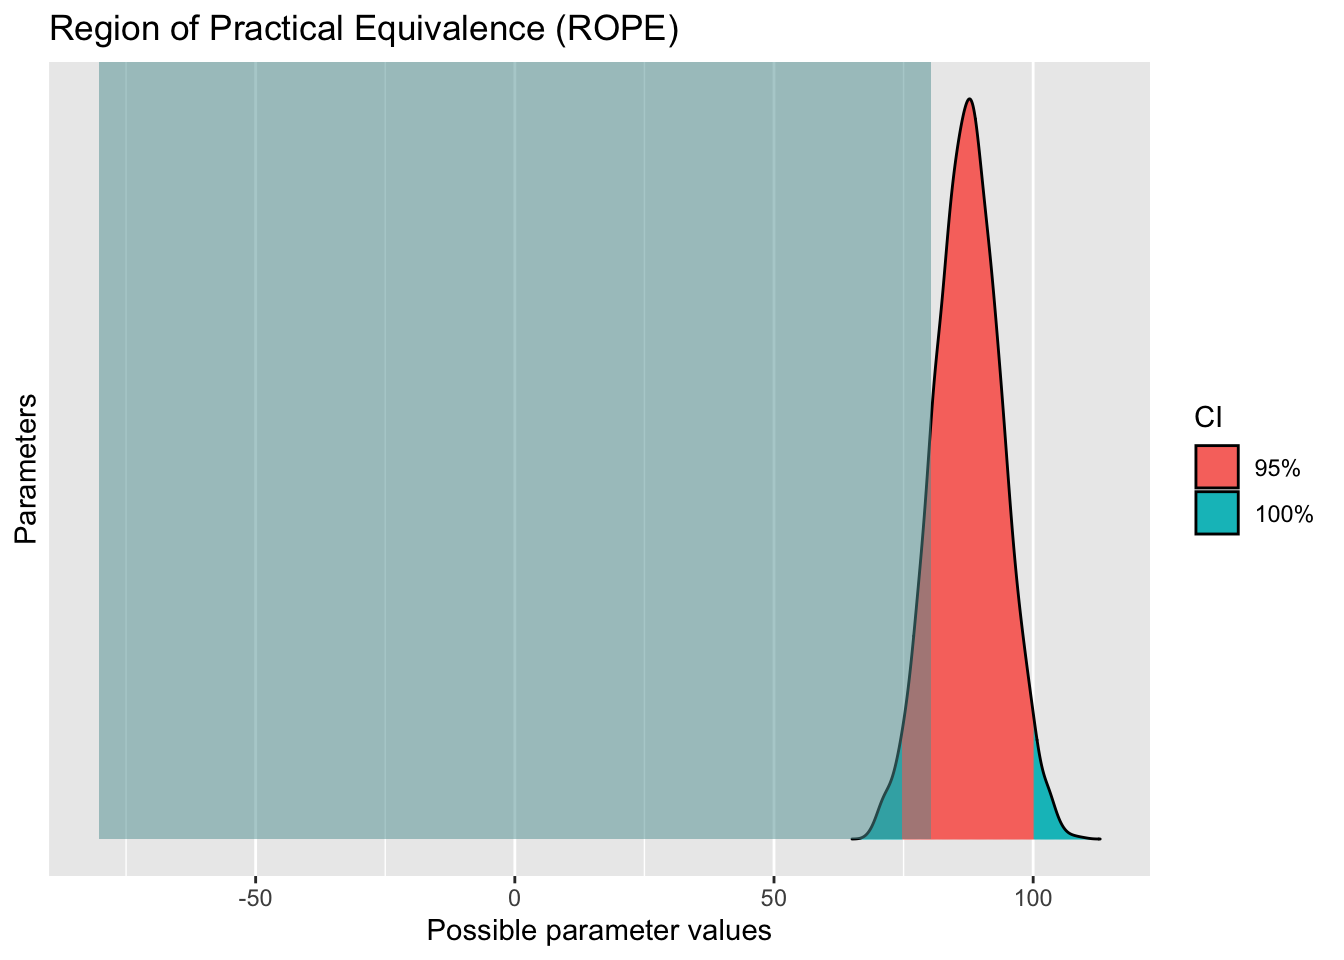 Region of Practical Equivalence (ROPE)
Parameters
CI
95%
100%
-50
0
50
100
Possible parameter values